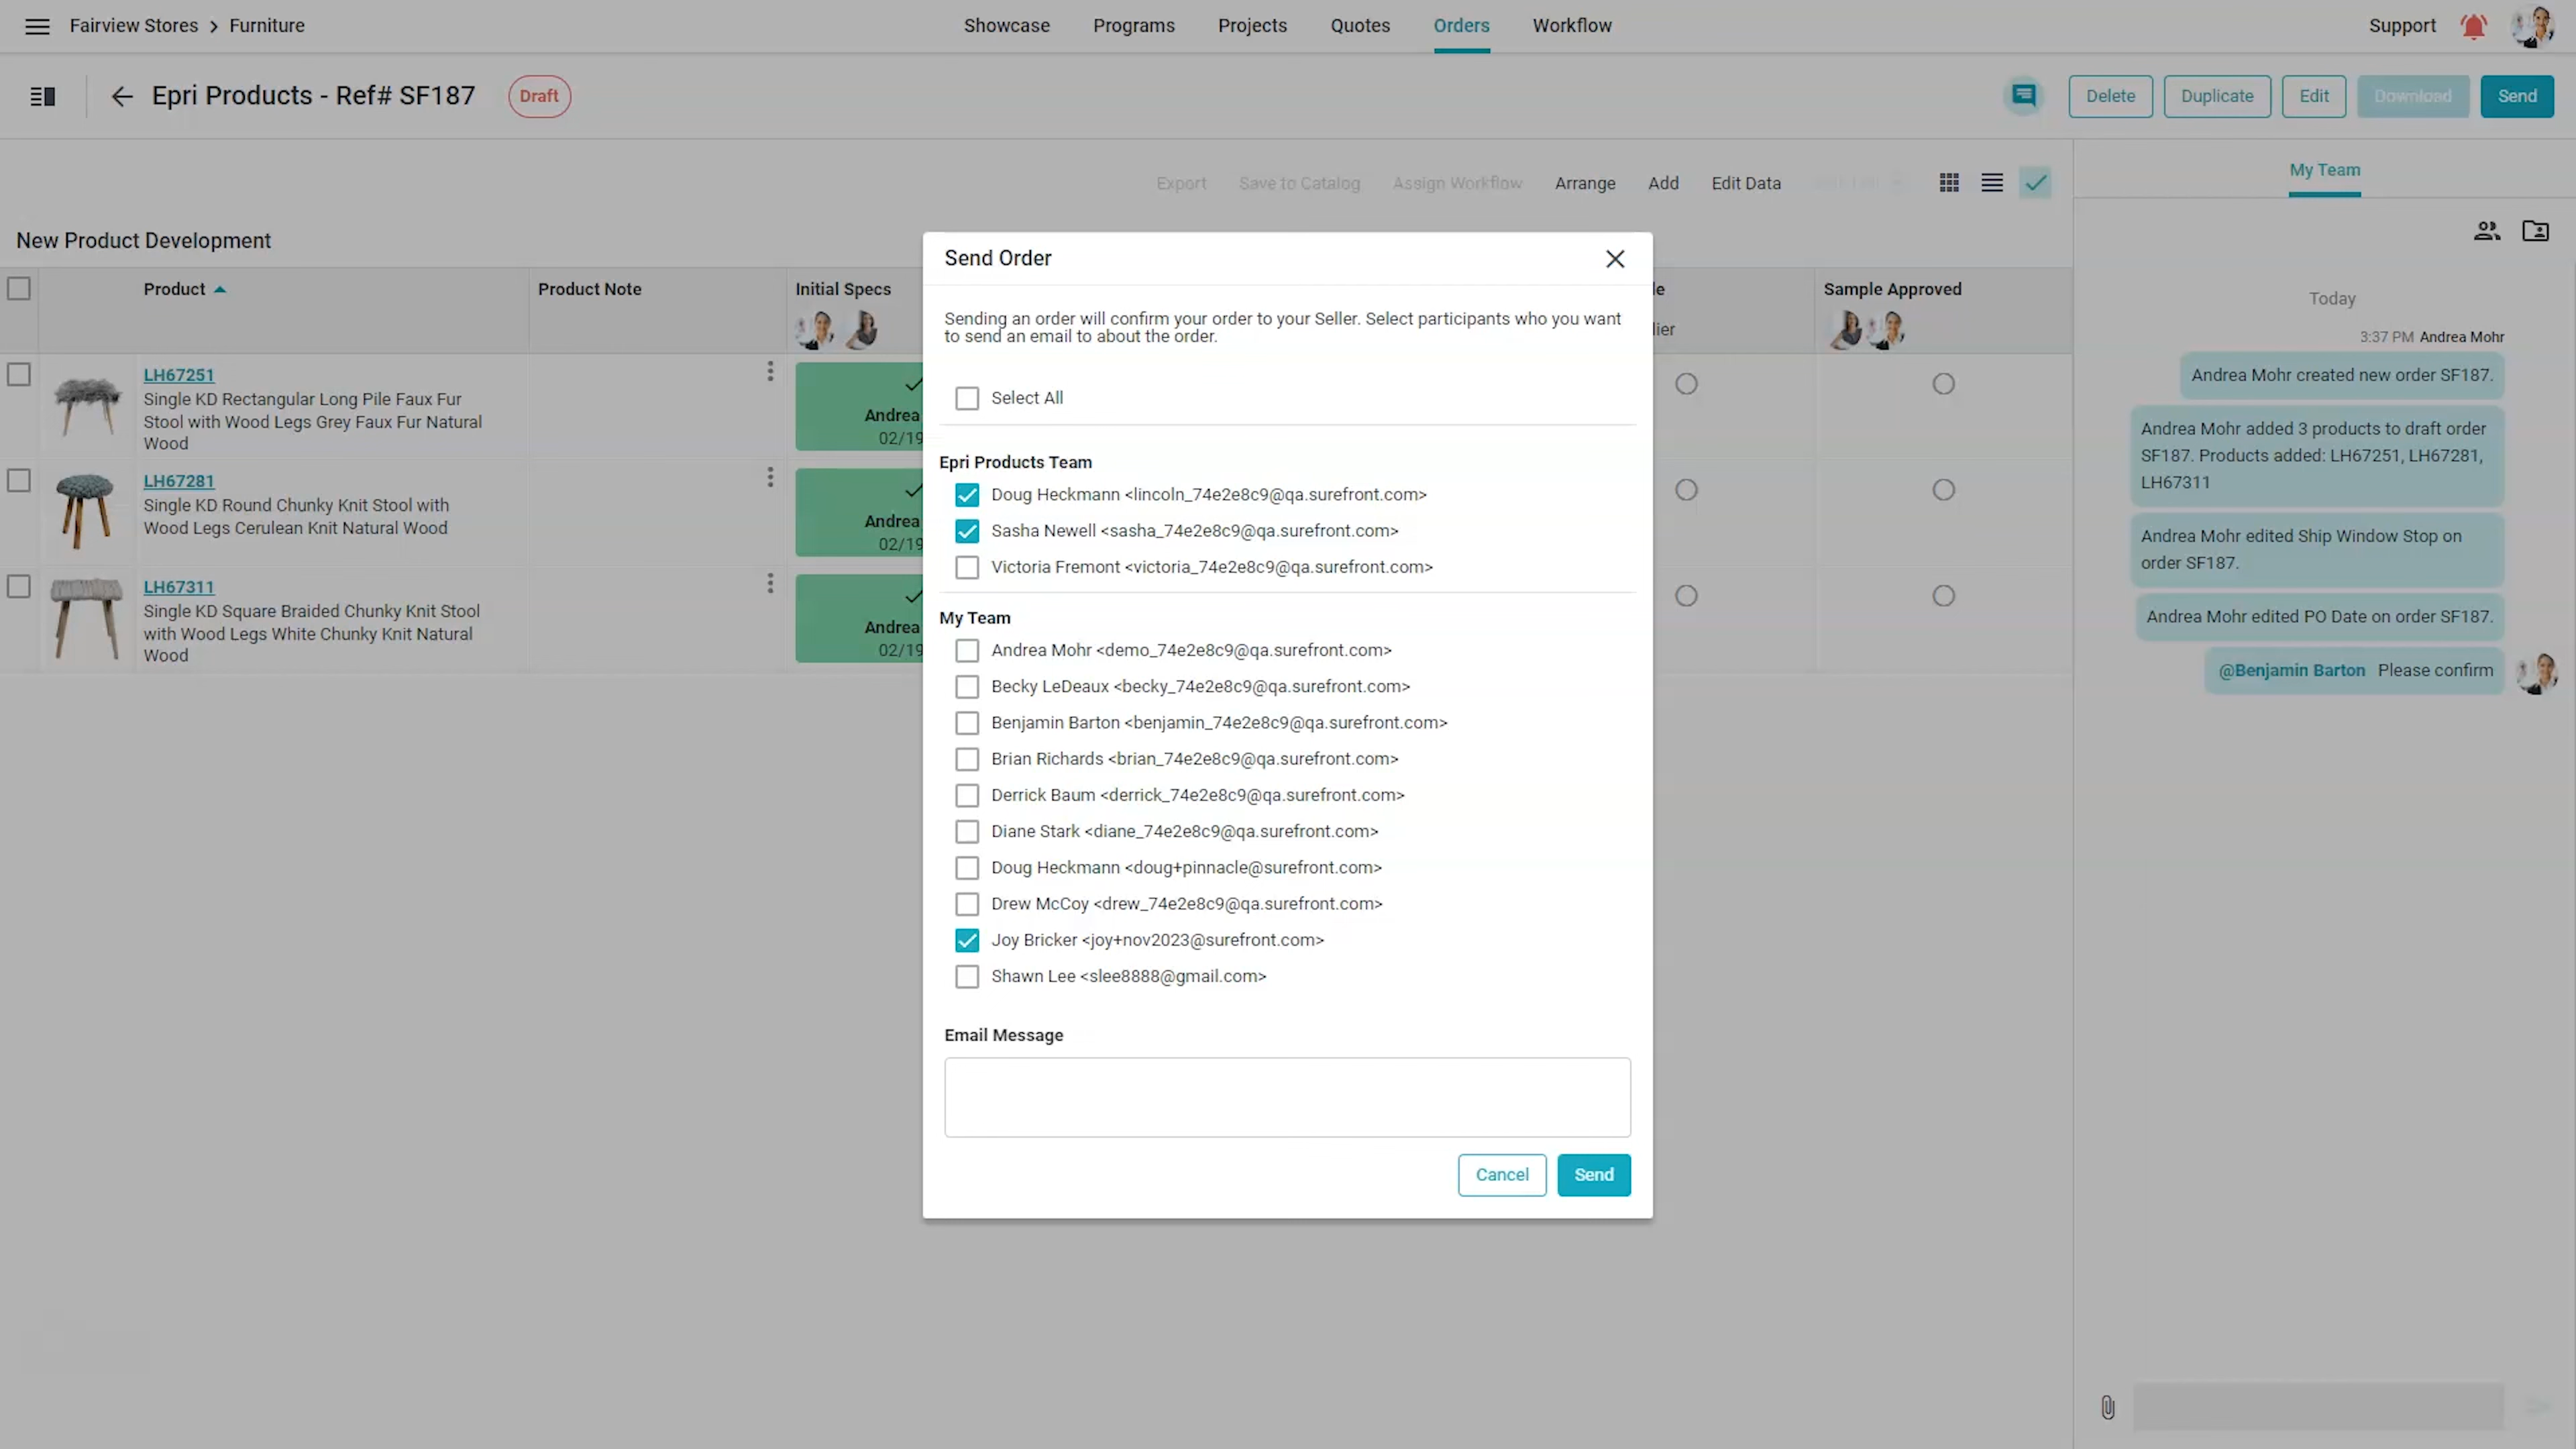 Fairview Stores > Furniture
Showcase
Programs
Projects
Quotes
Orders
Workflow
Support
Epri Products - Ref# SF187
Draft
Delete
Duplicate
Edit
Download
Send
Export
Save to Catalog
Assign Workflow
Arrange
Add
Edit Data
New Product Development
Product
Product Note
Initial Specs
le
lier
Sample Approved
LH67251
Single KD Rectangular Long Pile Faux Fur
Stool with Wood Legs Grey Faux Fur Natural
Wood
Andrea
02/19
LH67281
Single KD Round Chunky Knit Stool with
Wood Legs Cerulean Knit Natural Wood
Andrea
02/19
LH67311
Single KD Square Braided Chunky Knit Stool
with Wood Legs White Chunky Knit Natural
Wood
Andrea
02/19
Send Order
Sending an order will confirm your order to your Seller. Select participants who you want
to send an email to about the order.
Select All
Epri Products Team
Doug Heckmann <lincoln_74e2e8c9@qa.surefront.com>
Sasha Newell <sasha_74e2e8c9@qa.surefront.com>
Victoria Fremont <victoria_74e2e8c9@qa.surefront.com>
My Team
Andrea Mohr <demo_74e2e8c9@qa.surefront.com>
Becky LeDeaux <becky_74e2e8c9@qa.surefront.com>
Benjamin Barton <benjamin_74e2e8c9@qa.surefront.com>
Brian Richards <brian_74e2e8c9@qa.surefront.com>
Derrick Baum <derrick_74e2e8c9@qa.surefront.com>
Diane Stark <diane_74e2e8c9@qa.surefront.com>
Doug Heckmann <doug+pinnacle@surefront.com>
Drew McCoy <drew_74e2e8c9@qa.surefront.com>
Joy Bricker <joy+nov2023@surefront.com>
Shawn Lee <slee8888@gmail.com>
Email Message
Cancel
Send
My Team
Today
3:37 PM Andrea Mohr
Andrea Mohr created new order SF187.
Andrea Mohr added 3 products to draft order
SF187. Products added: LH67251, LH67281,
LH67311
Andrea Mohr edited Ship Window Stop on
order SF187.
Andrea Mohr edited PO Date on order SF187.
@Benjamin Barton Please confirm